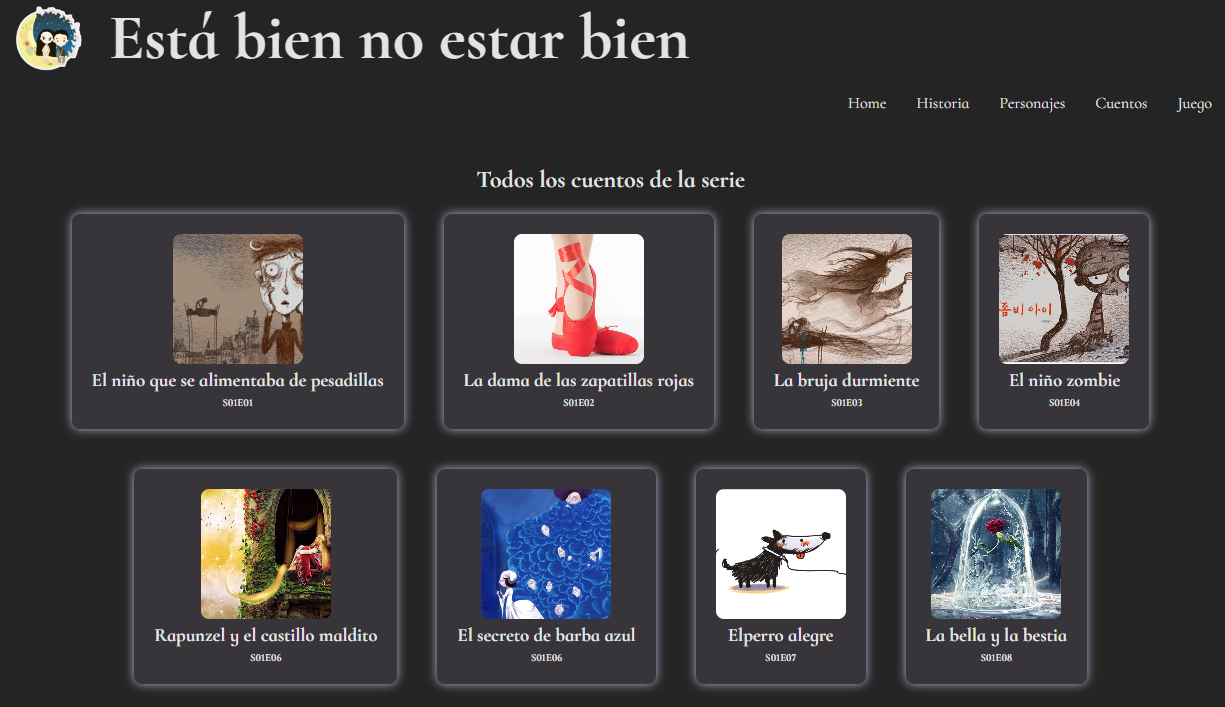 Está bien no estar bien
Home Historia Personajes Cuentos Juego
Todos los cuentos de la serie
좀비 아이
El niño que se alimentaba de pesadillas
La dama de las zapatillas rojas
La bruja durmiente
El niño zombie
S01E01
S01E02
S01E03
S01E04
Rapunzel y el castillo maldito
El secreto de barba azul
Elperro alegre
La bella y la bestia
S01E06
S01E06
S01E07
S01E08